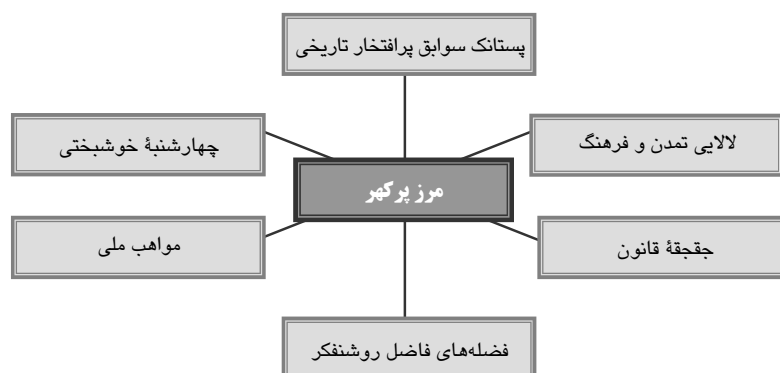 پستانک سوابق پرافتخار تاریخی
لالایی تمدن و فرهنگ
چهارشنبهٔ خوشبختی
مرز پرگهر
جقجقهٔ قانون
مواهب ملی
فضله‌های فاضل روشنفکر